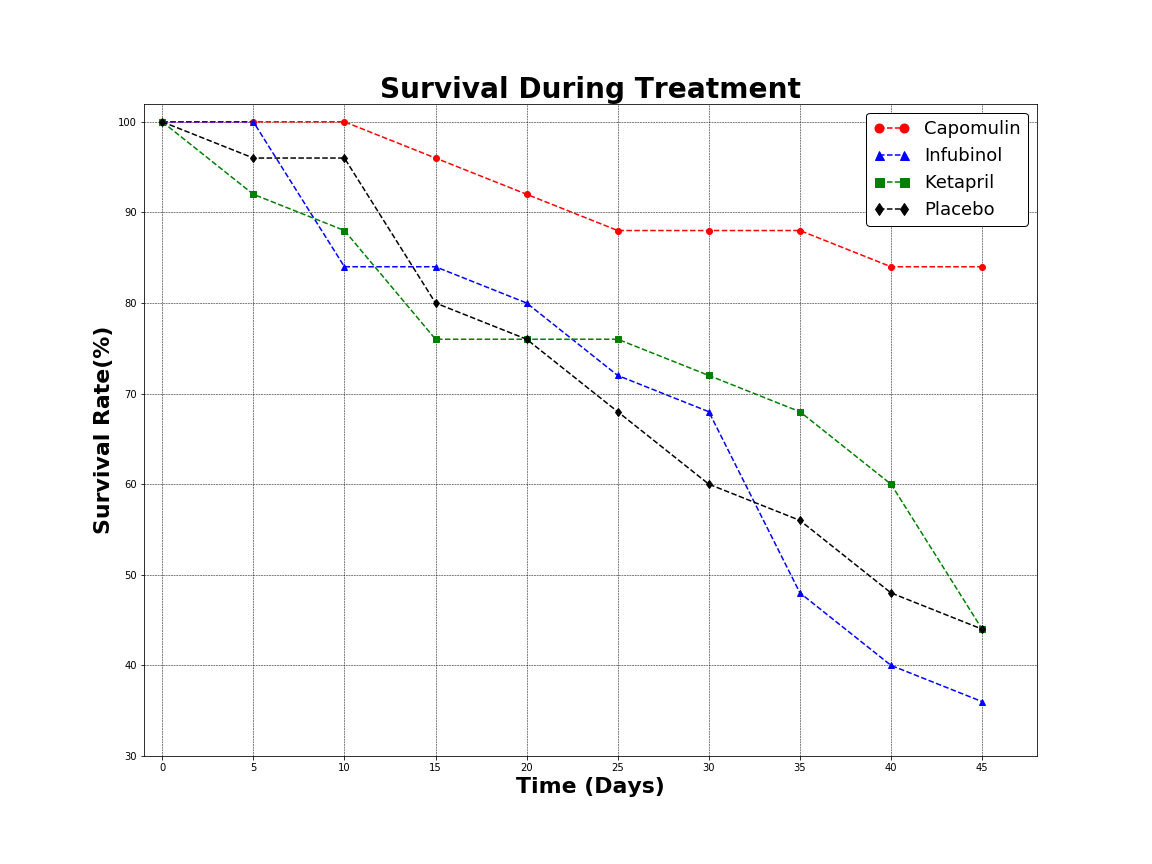 Survival During Treatment
Capomulin
Infubinol
Ketapril
Placebo
Survival Rate(%)
100
90
80
70
60
50
40
30
0 5 10 15 20 25 30 35 40 45
Time (Days)